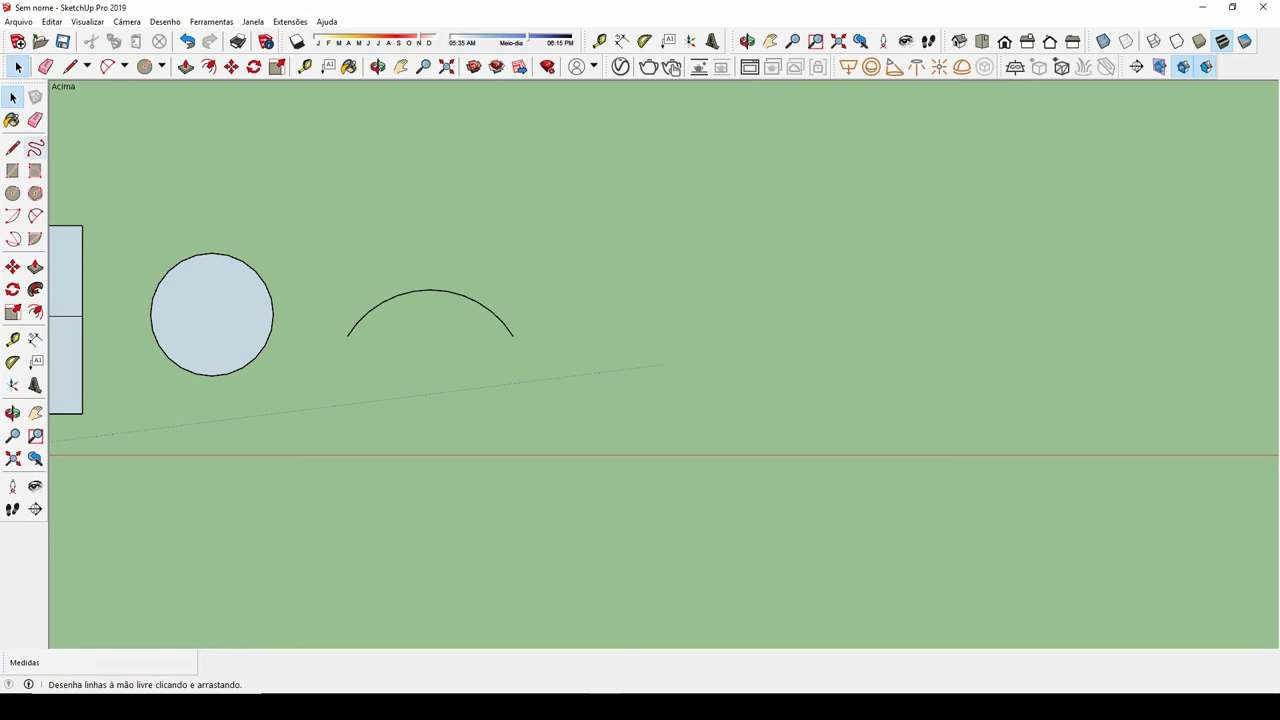 Sem nome - SketchUp Pro 2019
Arquivo Editar Visualizar Câmera Desenho Ferramentas Janela Extensões Ajuda
J F M A M J J A S O N D 05:35 AM Meio-dia 06:15 PM
Acima
Medidas
Desenha linhas à mão livre clicando e arrastando.